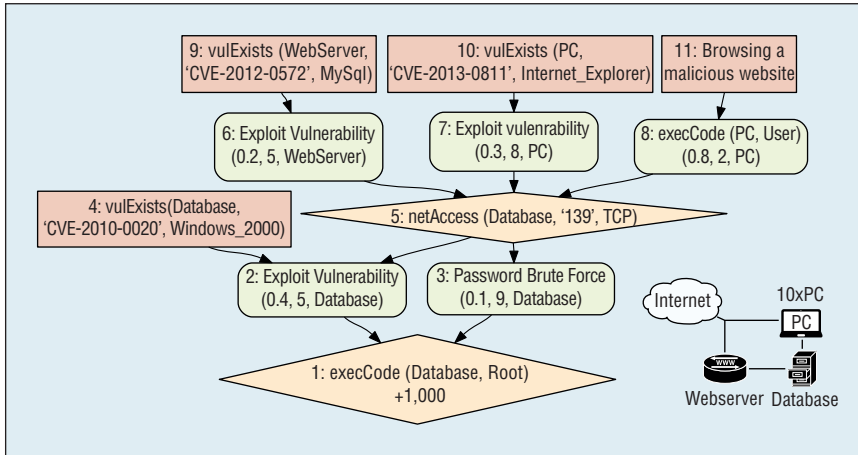 9: vulExists (WebServer,
‘CVE-2012-0572’, MySql)
10: vulExists (PC,
‘CVE-2013-0811’, Internet_Explorer)
11: Browsing a
malicious website
6: Exploit Vulnerability
(0.2, 5, WebServer)
7: Exploit vulenrability
(0.3, 8, PC)
8: execCode (PC, User)
(0.8, 2, PC)
4: vulExists(Database,
‘CVE-2010-0020’, Windows_2000)
5: netAccess (Database, ‘139’, TCP)
2: Exploit Vulnerability
(0.4, 5, Database)
3: Password Brute Force
(0.1, 9, Database)
1: execCode (Database, Root)
+1,000
Internet
10xPC
PC
WWW
Webserver
Database